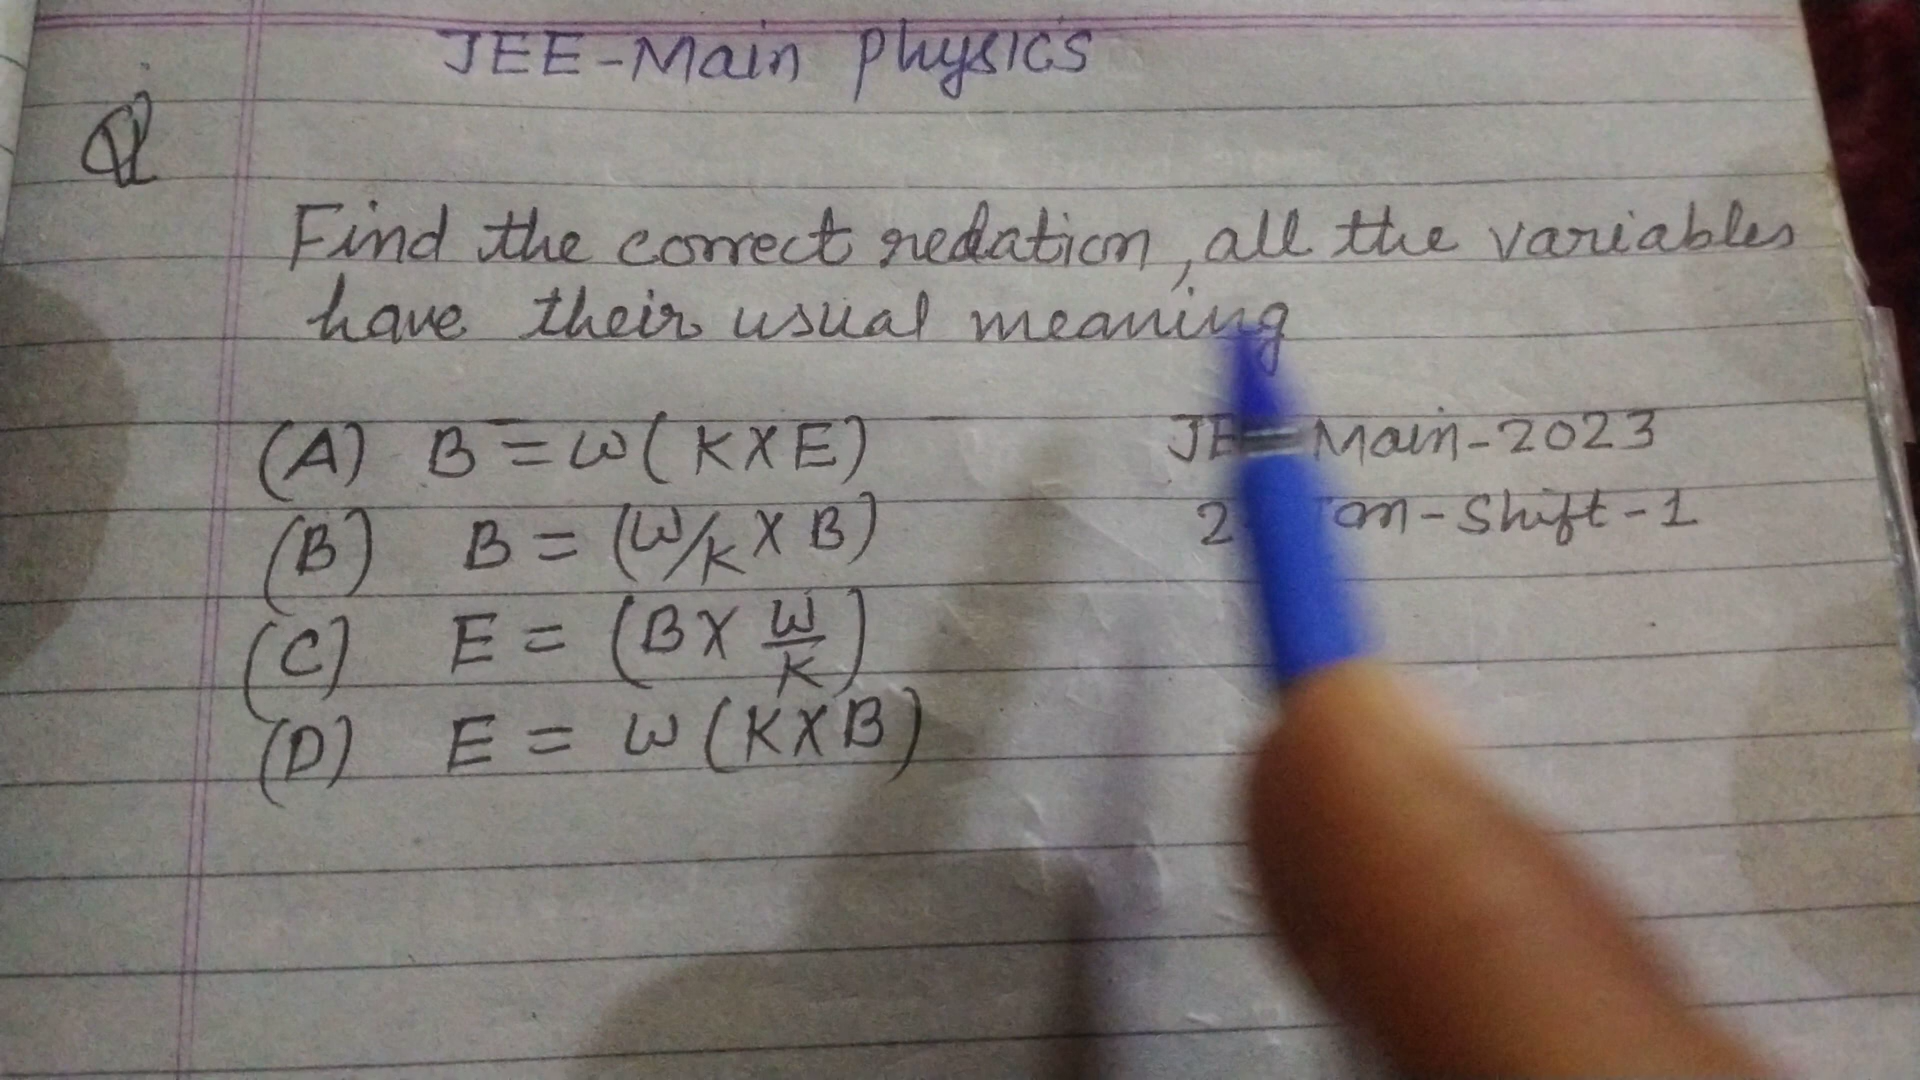 JEE-Main Physics
Q
Find the correct redation, all the variables
have their usual meaning
(A) B = ω(K×E)
JE Main-2023
(B) B = (ω/K × B)
2 an-Shift-1
(C) E = (B× ω/K)
(D) E = ω(K×B)